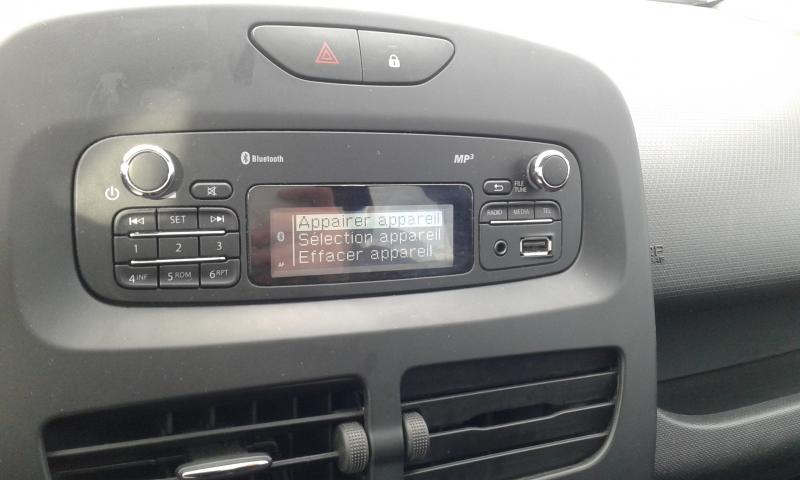 Bluetooth
MP3
FILE
TUNE
SET
RADIO MEDIA TEL
1 2 3
4 INF 5 RDM 6 RPT
Appairer appareil
Sélection appareil
Effacer appareil
AF